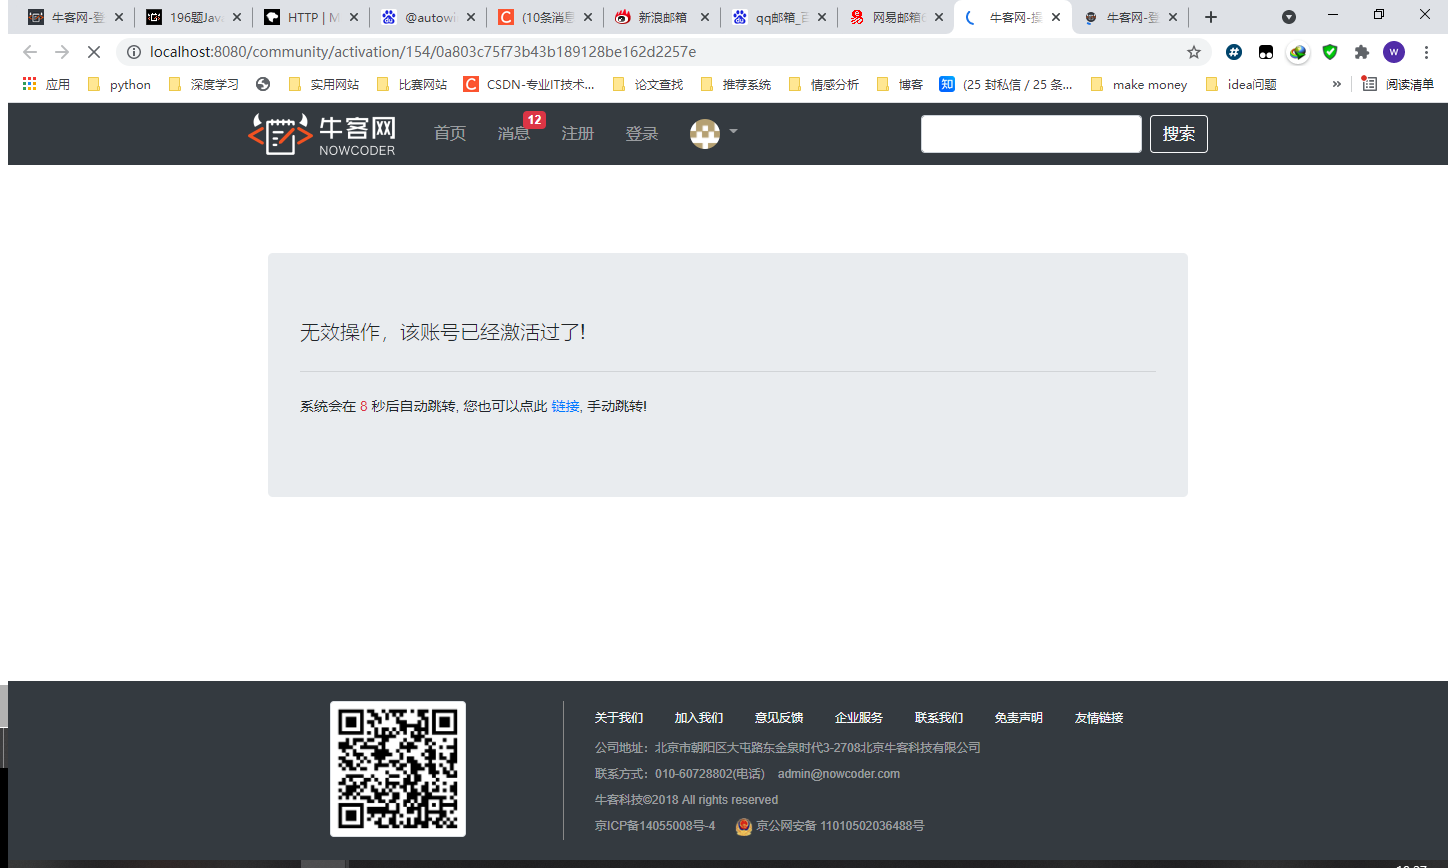 牛客网-登 196题Jav HTTP | M @autowi (10条消息 新浪邮箱 qq邮箱_百 网易邮箱6 牛客网-操 牛客网-登
localhost:8080/community/activation/154/0a803c75f73b43b189128be162d2257e
W
应用 python 深度学习 实用网站 比赛网站 CSDN-专业IT技术... 论文查找 推荐系统 情感分析 博客 知 (25 封私信 / 25 条... make money idea问题 » 阅读清单
牛客网 NOWCODER 首页 消息 12 注册 登录 搜索
无效操作，该账号已经激活过了!
系统会在 8 秒后自动跳转, 您也可以点此 链接, 手动跳转!
关于我们 加入我们 意见反馈 企业服务 联系我们 免责声明 友情链接
公司地址：北京市朝阳区大屯路东金泉时代3-2708北京牛客科技有限公司
联系方式：010-60728802(电话) admin@nowcoder.com
牛客科技©2018 All rights reserved
京ICP备14055008号-4 京公网安备 11010502036488号